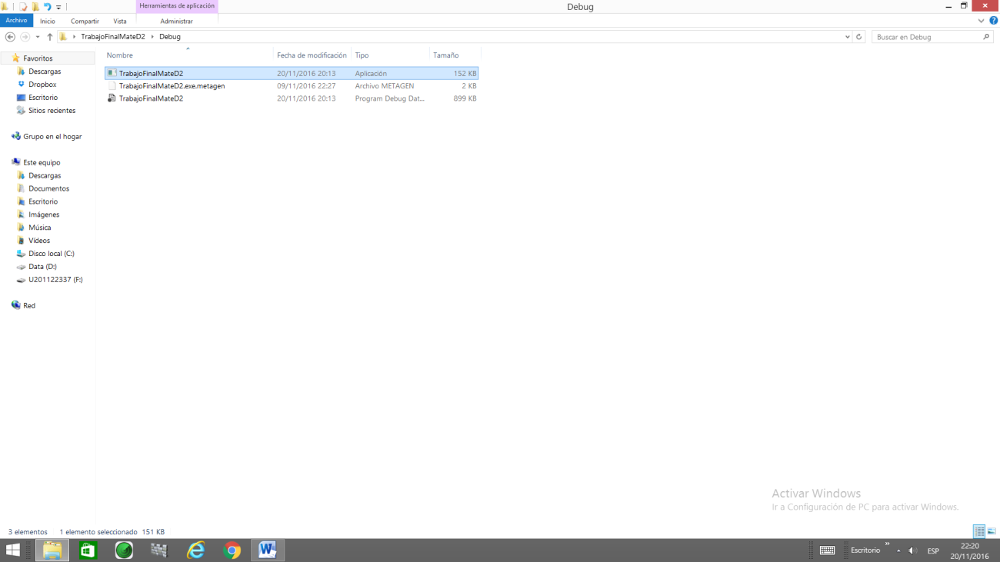 Herramientas de aplicación
Debug
Archivo Inicio Compartir Vista Administrar
TrabajoFinalMateD2 Debug
Buscar en Debug
Nombre Fecha de modificación Tipo Tamaño
TrabajoFinalMateD2 20/11/2016 20:13 Aplicación 152 KB
TrabajoFinalMateD2.exe.metagen 09/11/2016 22:27 Archivo METAGEN 2 KB
TrabajoFinalMateD2 20/11/2016 20:13 Program Debug Dat... 899 KB
Favoritos
Descargas
Dropbox
Escritorio
Sitios recientes
Grupo en el hogar
Este equipo
Descargas
Documentos
Escritorio
Imágenes
Música
Vídeos
Disco local (C:)
Data (D:)
U201122337 (F:)
Red
Activar Windows
Ir a Configuración de PC para activar Windows.
3 elementos 1 elemento seleccionado 151 KB
Escritorio
ESP
22:20
20/11/2016